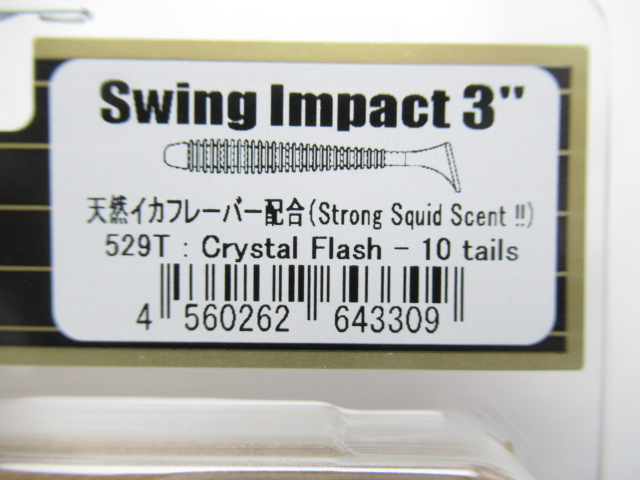 Swing Impact 3"
天然イカフレーバー配合(Strong Squid Scent !!)
529T : Crystal Flash - 10 tails
4 560262 643309